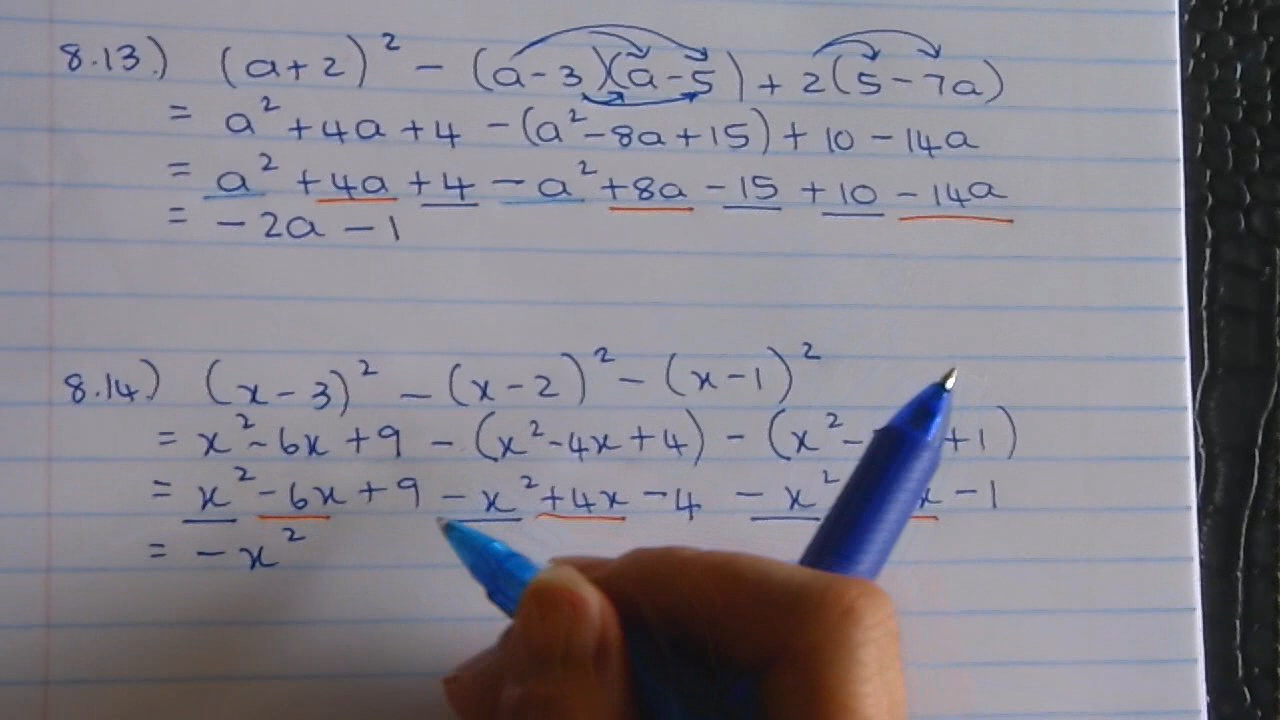 8.13) (a+2)² - (a-3)(a-5) + 2(5-7a)
= a² + 4a + 4 - (a² - 8a + 15) + 10 - 14a
= a² + 4a + 4 - a² + 8a - 15 + 10 - 14a
= - 2a - 1
8.14) (x-3)² - (x-2)² - (x-1)²
= x² - 6x + 9 - (x² - 4x + 4) - (x² - +1)
= x² - 6x + 9 - x² + 4x - 4 - x² x - 1
= - x²